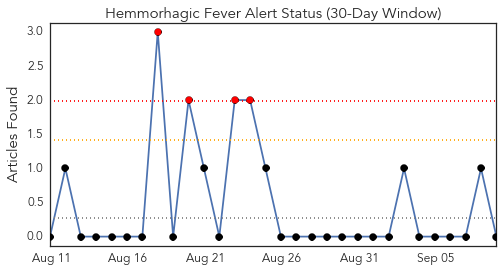 Hemmorhagic Fever Alert Status (30-Day Window)
Articles Found
3.0
2.5
2.0
1.5
1.0
0.5
0.0
Aug 11 Aug 16 Aug 21 Aug 26 Aug 31 Sep 05